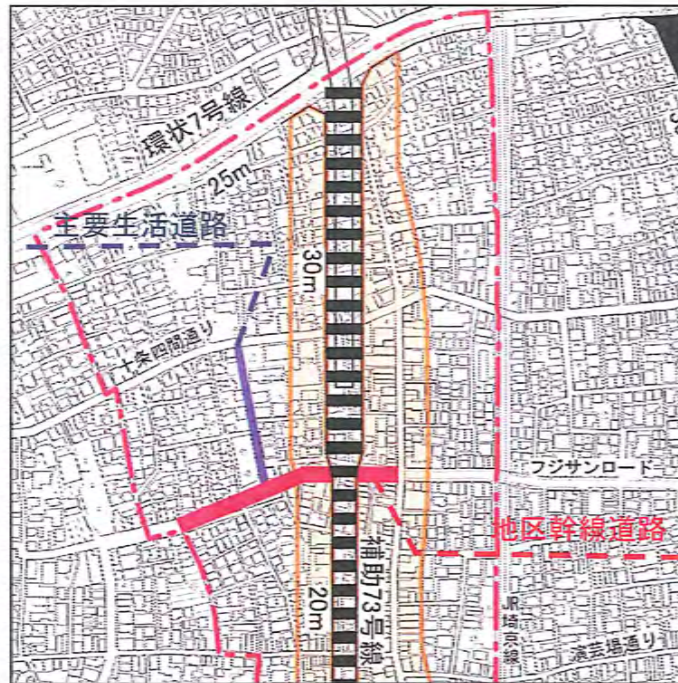 環状7号線
25m
主要生活道路
30m
十条四間通り
フジサンロード
地区幹線道路
補助73号線
20m
JR埼京線
演芸場通り